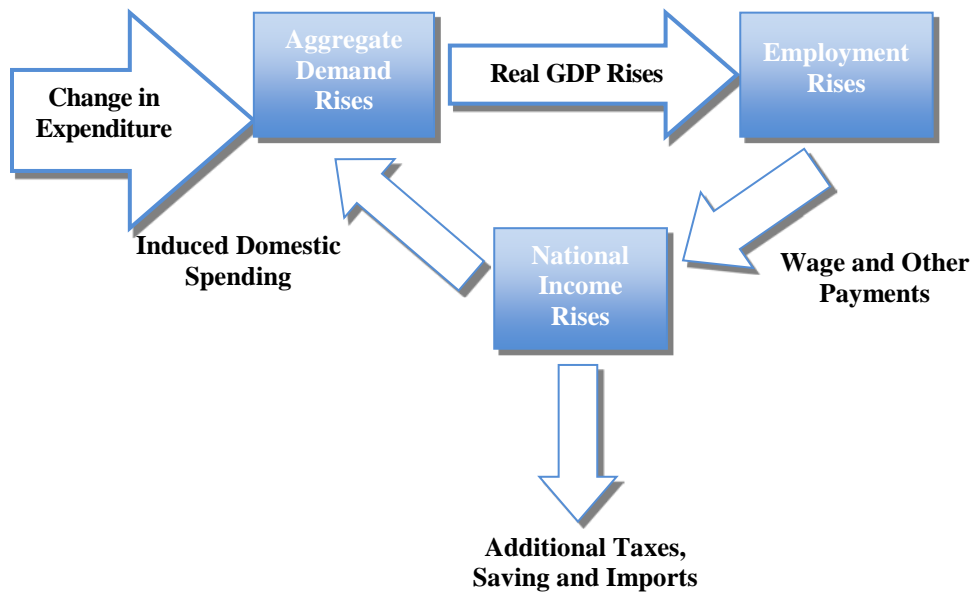 Change in
Expenditure
Aggregate
Demand
Rises
Real GDP Rises
Employment
Rises
Induced Domestic
Spending
National
Income
Rises
Wage and Other
Payments
Additional Taxes,
Saving and Imports